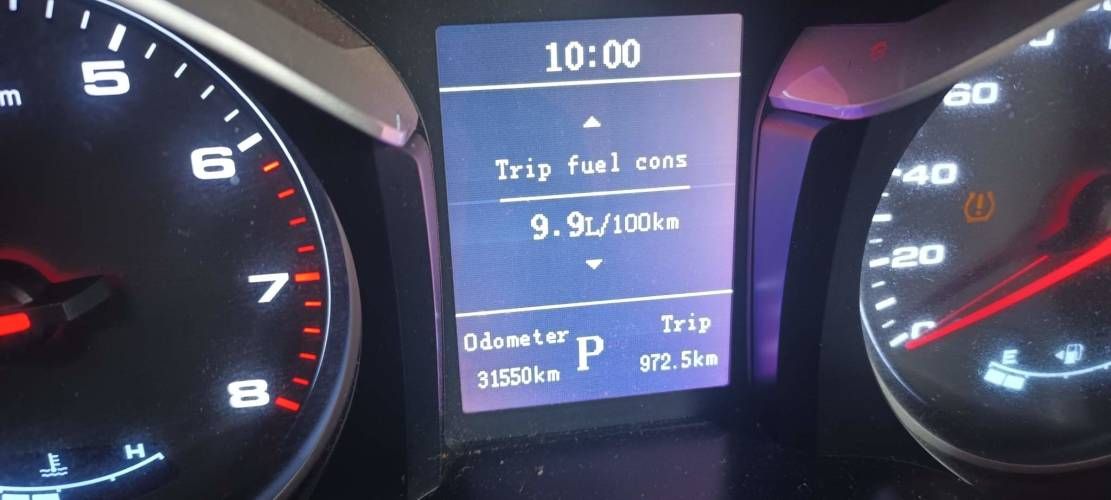 10:00
Trip fuel cons
9.9L/100km
Odometer
31550km
P
Trip
972.5km
5
6
7
8
H
60
40
20
0
E